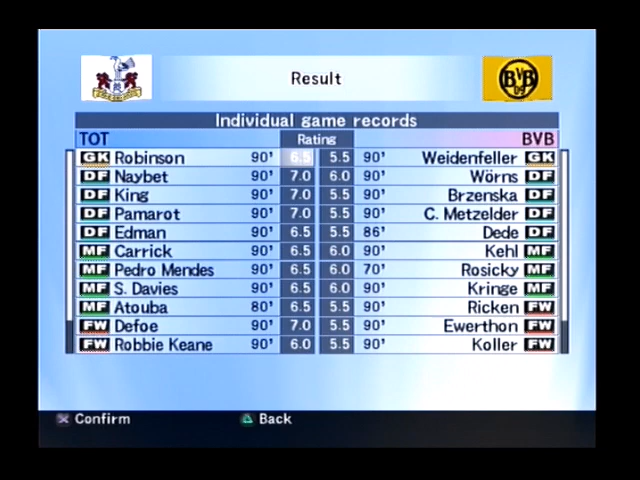 Result
BVB
09
Individual game records
TOT Rating BVB
GK Robinson 90' 6.5 5.5 90' Weidenfeller GK
DF Naybet 90' 7.0 6.0 90' Wörns DF
DF King 90' 7.0 5.5 90' Brzenska DF
DF Pamarot 90' 7.0 5.5 90' C. Metzelder DF
DF Edman 90' 6.5 5.5 86' Dede DF
MF Carrick 90' 6.5 6.0 90' Kehl MF
MF Pedro Mendes 90' 6.5 6.0 70' Rosicky MF
MF S. Davies 90' 6.5 6.0 90' Kringe MF
MF Atouba 80' 6.5 5.5 90' Ricken FW
FW Defoe 90' 7.0 5.5 90' Ewerthon FW
FW Robbie Keane 90' 6.0 5.5 90' Koller FW
Confirm Back